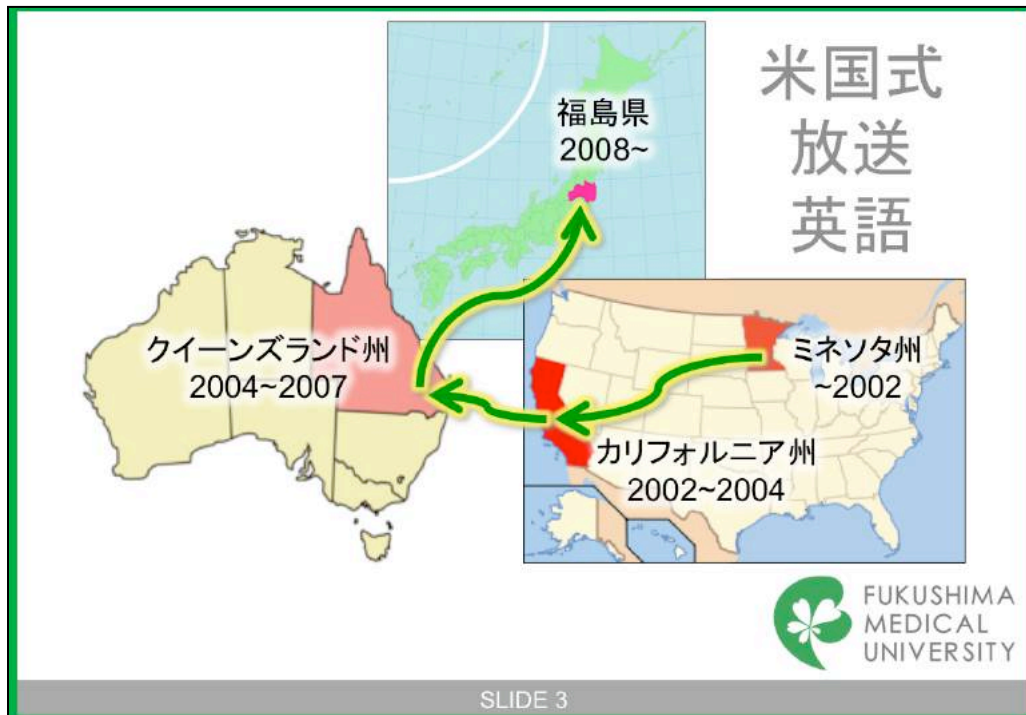 米国式
放送
英語
福島県
2008~
クイーンズランド州
2004~2007
ミネソタ州
~2002
カリフォルニア州
2002~2004
FUKUSHIMA
MEDICAL
UNIVERSITY
SLIDE 3